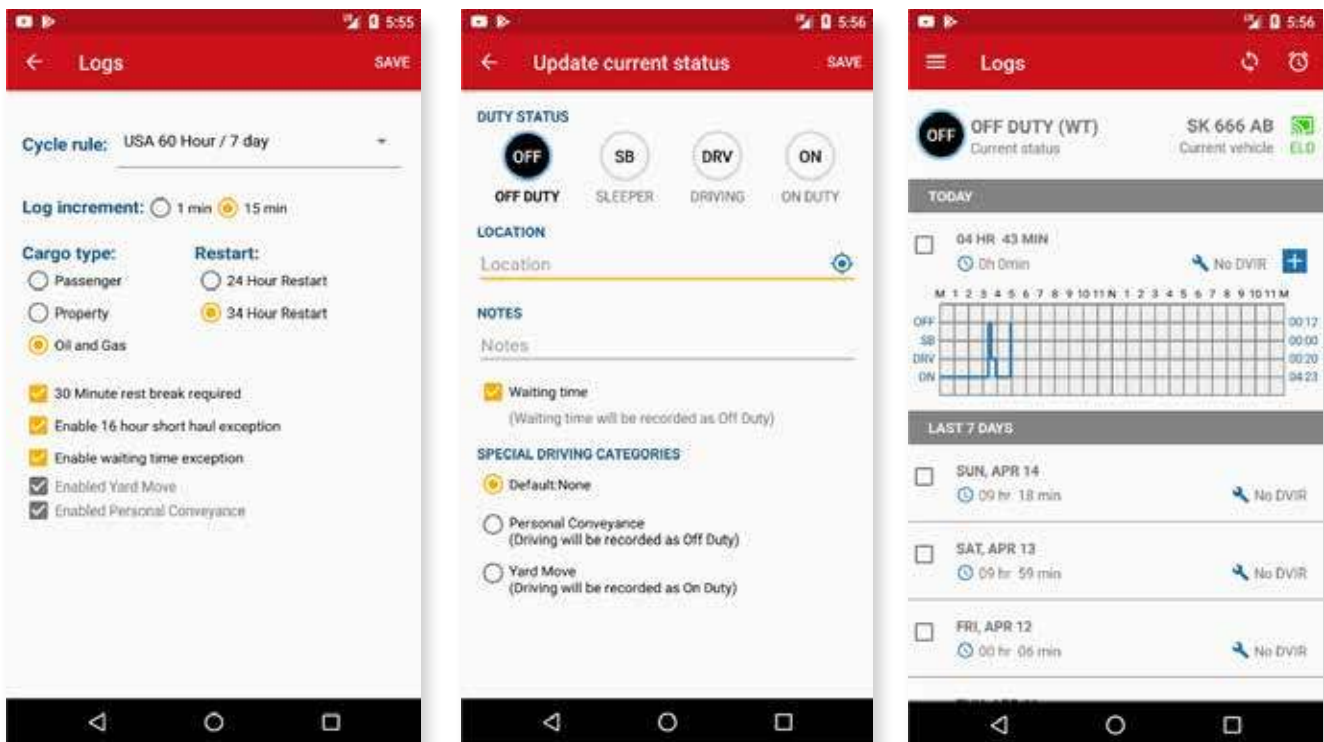 5:55
Logs
SAVE
Cycle rule: USA 60 Hour / 7 day
Log increment: 1 min 15 min
Cargo type: Restart:
Passenger 24 Hour Restart
Property 34 Hour Restart
Oil and Gas
30 Minute rest break required
Enable 16 hour short haul exception
Enable waiting time exception
Enabled Yard Move
Enabled Personal Conveyance
5:56
Update current status
SAVE
DUTY STATUS
OFF SB DRV ON
OFF DUTY SLEEPER DRIVING ON DUTY
LOCATION
Location
NOTES
Notes
Waiting time
(Waiting time will be recorded as Off Duty)
SPECIAL DRIVING CATEGORIES
Default:None
Personal Conveyance
(Driving will be recorded as Off Duty)
Yard Move
(Driving will be recorded as On Duty)
5:56
Logs
OFF OFF DUTY (WT) SK 666 AB
Current status Current vehicle ELD
TODAY
04 HR 43 MIN
0h 0min No DVIR
M 1 2 3 4 5 6 7 8 9 10 11 N 1 2 3 4 5 6 7 8 9 10 11 M
OFF 00:12
SB 00:00
DRV 00:20
ON 04:23
LAST 7 DAYS
SUN, APR 14
09 hr 18 min No DVIR
SAT, APR 13
09 hr 59 min No DVIR
FRI, APR 12
00 hr 06 min No DVIR